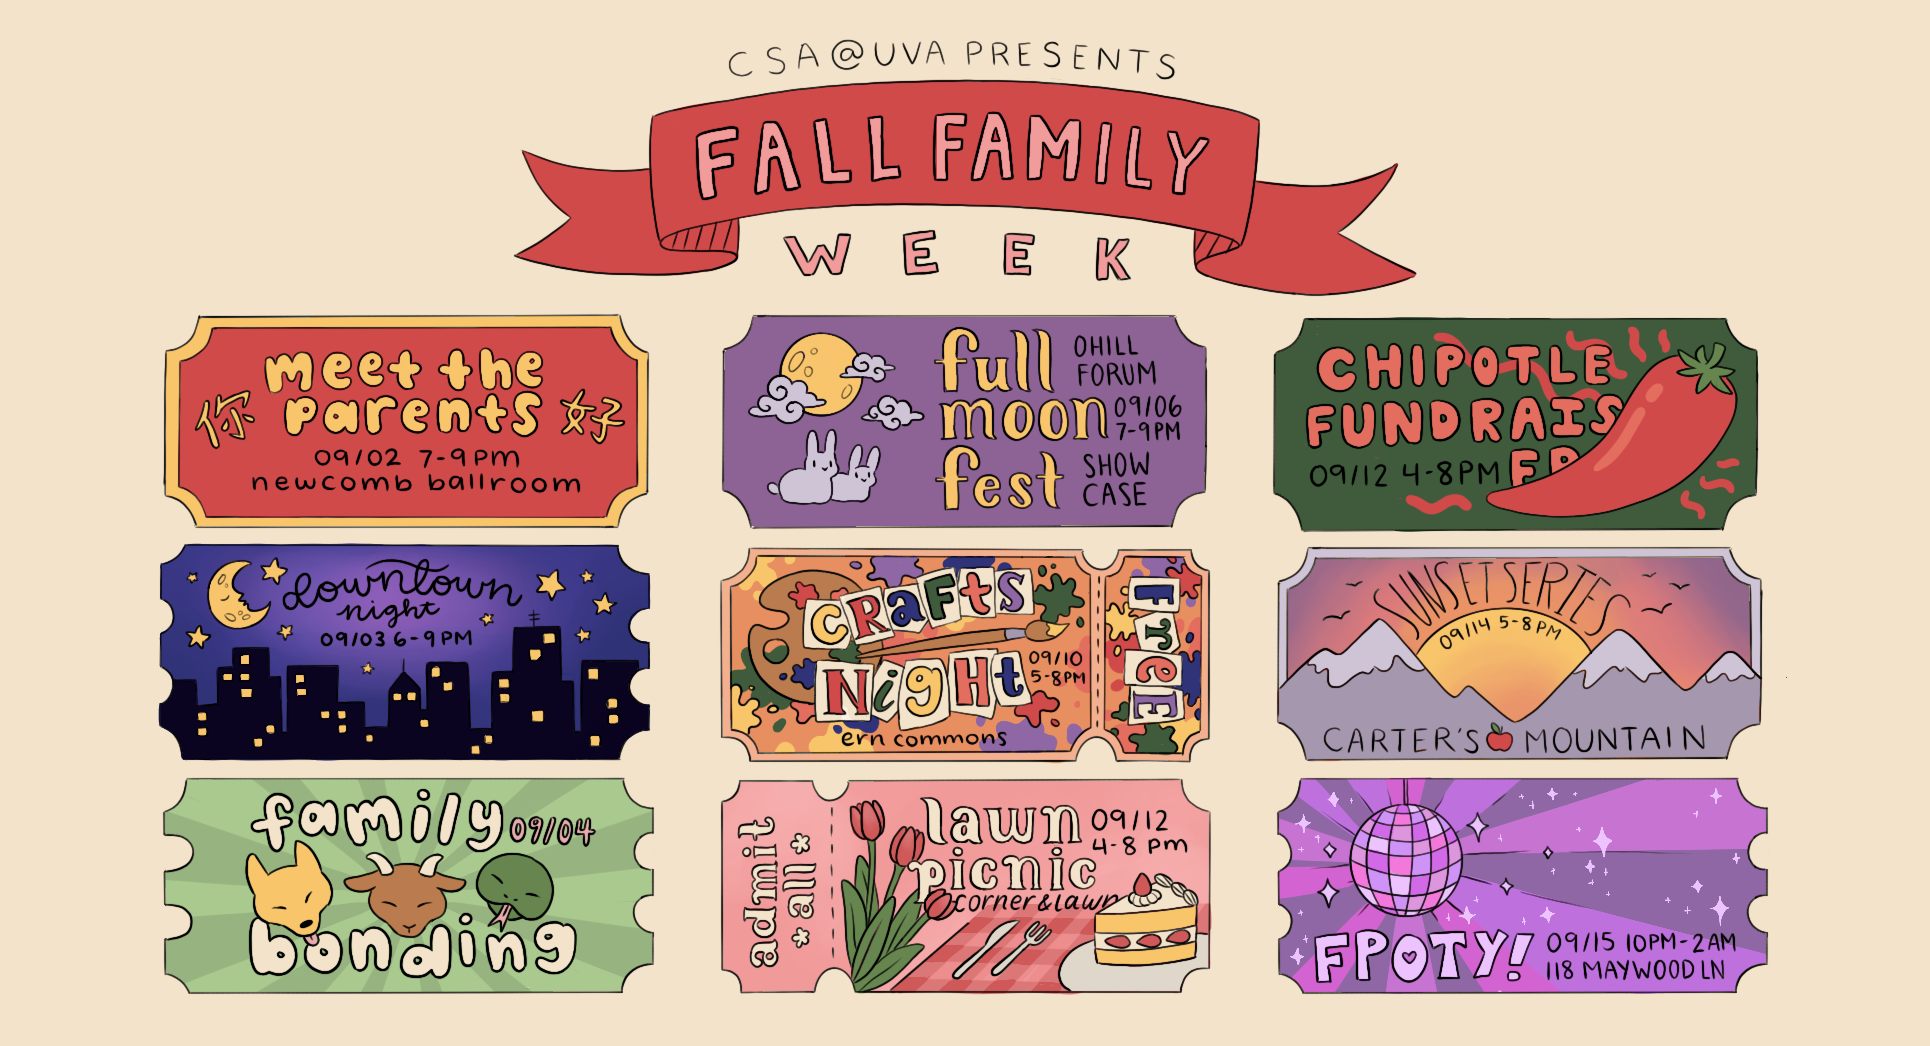 CSA@UVA PRESENTS
FALL FAMILY
WEEK
meet the
parents
你 好
09/02 7-9PM
newcomb ballroom
full
moon
fest
OHILL
FORUM
09/06
7-9PM
SHOW
CASE
CHIPOTLE
FUNDRAIS
ER
09/12 4-8PM
downtown
night
09/03 6-9PM
CRafts
Night
09/10
5-8PM
ern commons
FreE
SUNSET SERIES
09/14 5-8PM
CARTER'S MOUNTAIN
family
09/04
bonding
admit
*all*
lawn
picnic
09/12
4-8 pm
corner&lawn
FPOTY!
09/15 10PM-2AM
118 MAYWOOD LN